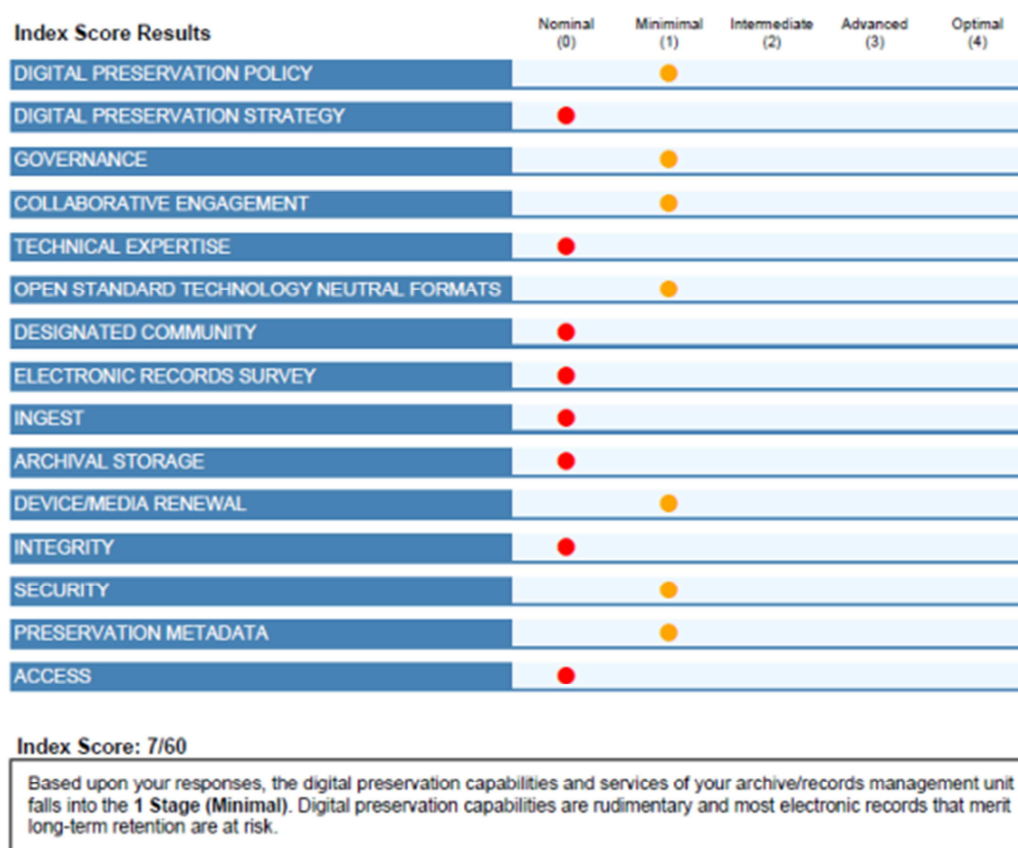 Index Score Results
Nominal (0)
Minimimal (1)
Intermediate (2)
Advanced (3)
Optimal (4)
DIGITAL PRESERVATION POLICY
DIGITAL PRESERVATION STRATEGY
GOVERNANCE
COLLABORATIVE ENGAGEMENT
TECHNICAL EXPERTISE
OPEN STANDARD TECHNOLOGY NEUTRAL FORMATS
DESIGNATED COMMUNITY
ELECTRONIC RECORDS SURVEY
INGEST
ARCHIVAL STORAGE
DEVICE/MEDIA RENEWAL
INTEGRITY
SECURITY
PRESERVATION METADATA
ACCESS
Index Score: 7/60
Based upon your responses, the digital preservation capabilities and services of your archive/records management unit
falls into the 1 Stage (Minimal). Digital preservation capabilities are rudimentary and most electronic records that merit
long-term retention are at risk.